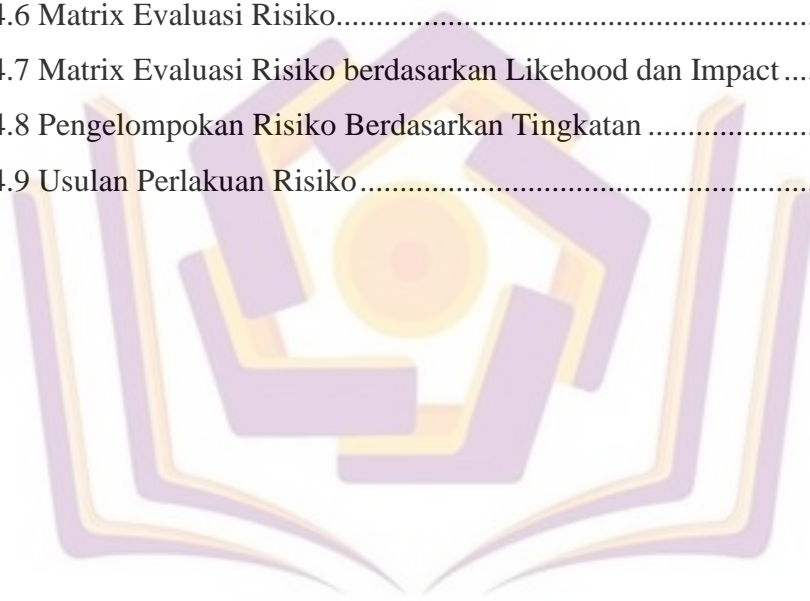 4.6 Matrix Evaluasi Risiko..............................................................
4.7 Matrix Evaluasi Risiko berdasarkan Likehood dan Impact....
4.8 Pengelompokan Risiko Berdasarkan Tingkatan.....................
4.9 Usulan Perlakuan Risiko...........................................................